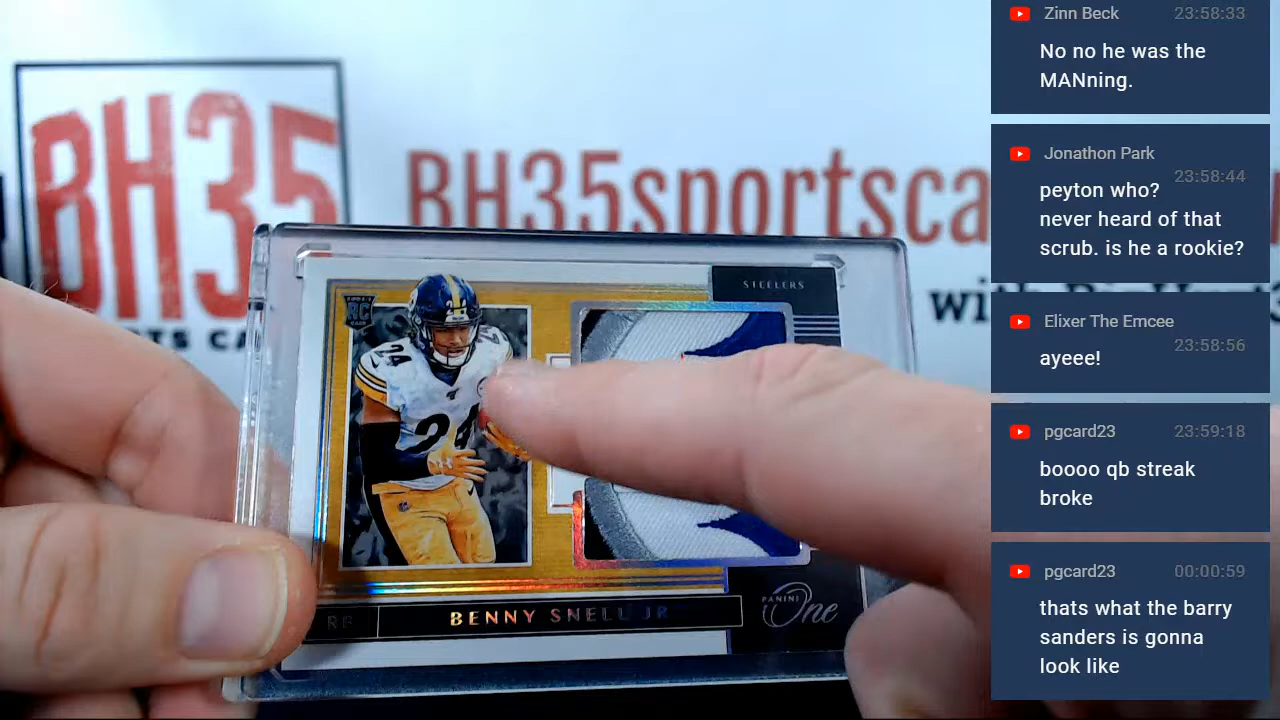 BH35
BH35sportsca
STEELERS
RC
24
24
RB
BENNY SNELL JR
PANINI
One
Zinn Beck 23:58:33
No no he was the
MANning.
Jonathon Park
23:58:44
peyton who?
never heard of that
scrub. is he a rookie?
Elixer The Emcee
23:58:56
ayeee!
pgcard23 23:59:18
boooo qb streak
broke
pgcard23 00:00:59
thats what the barry
sanders is gonna
look like